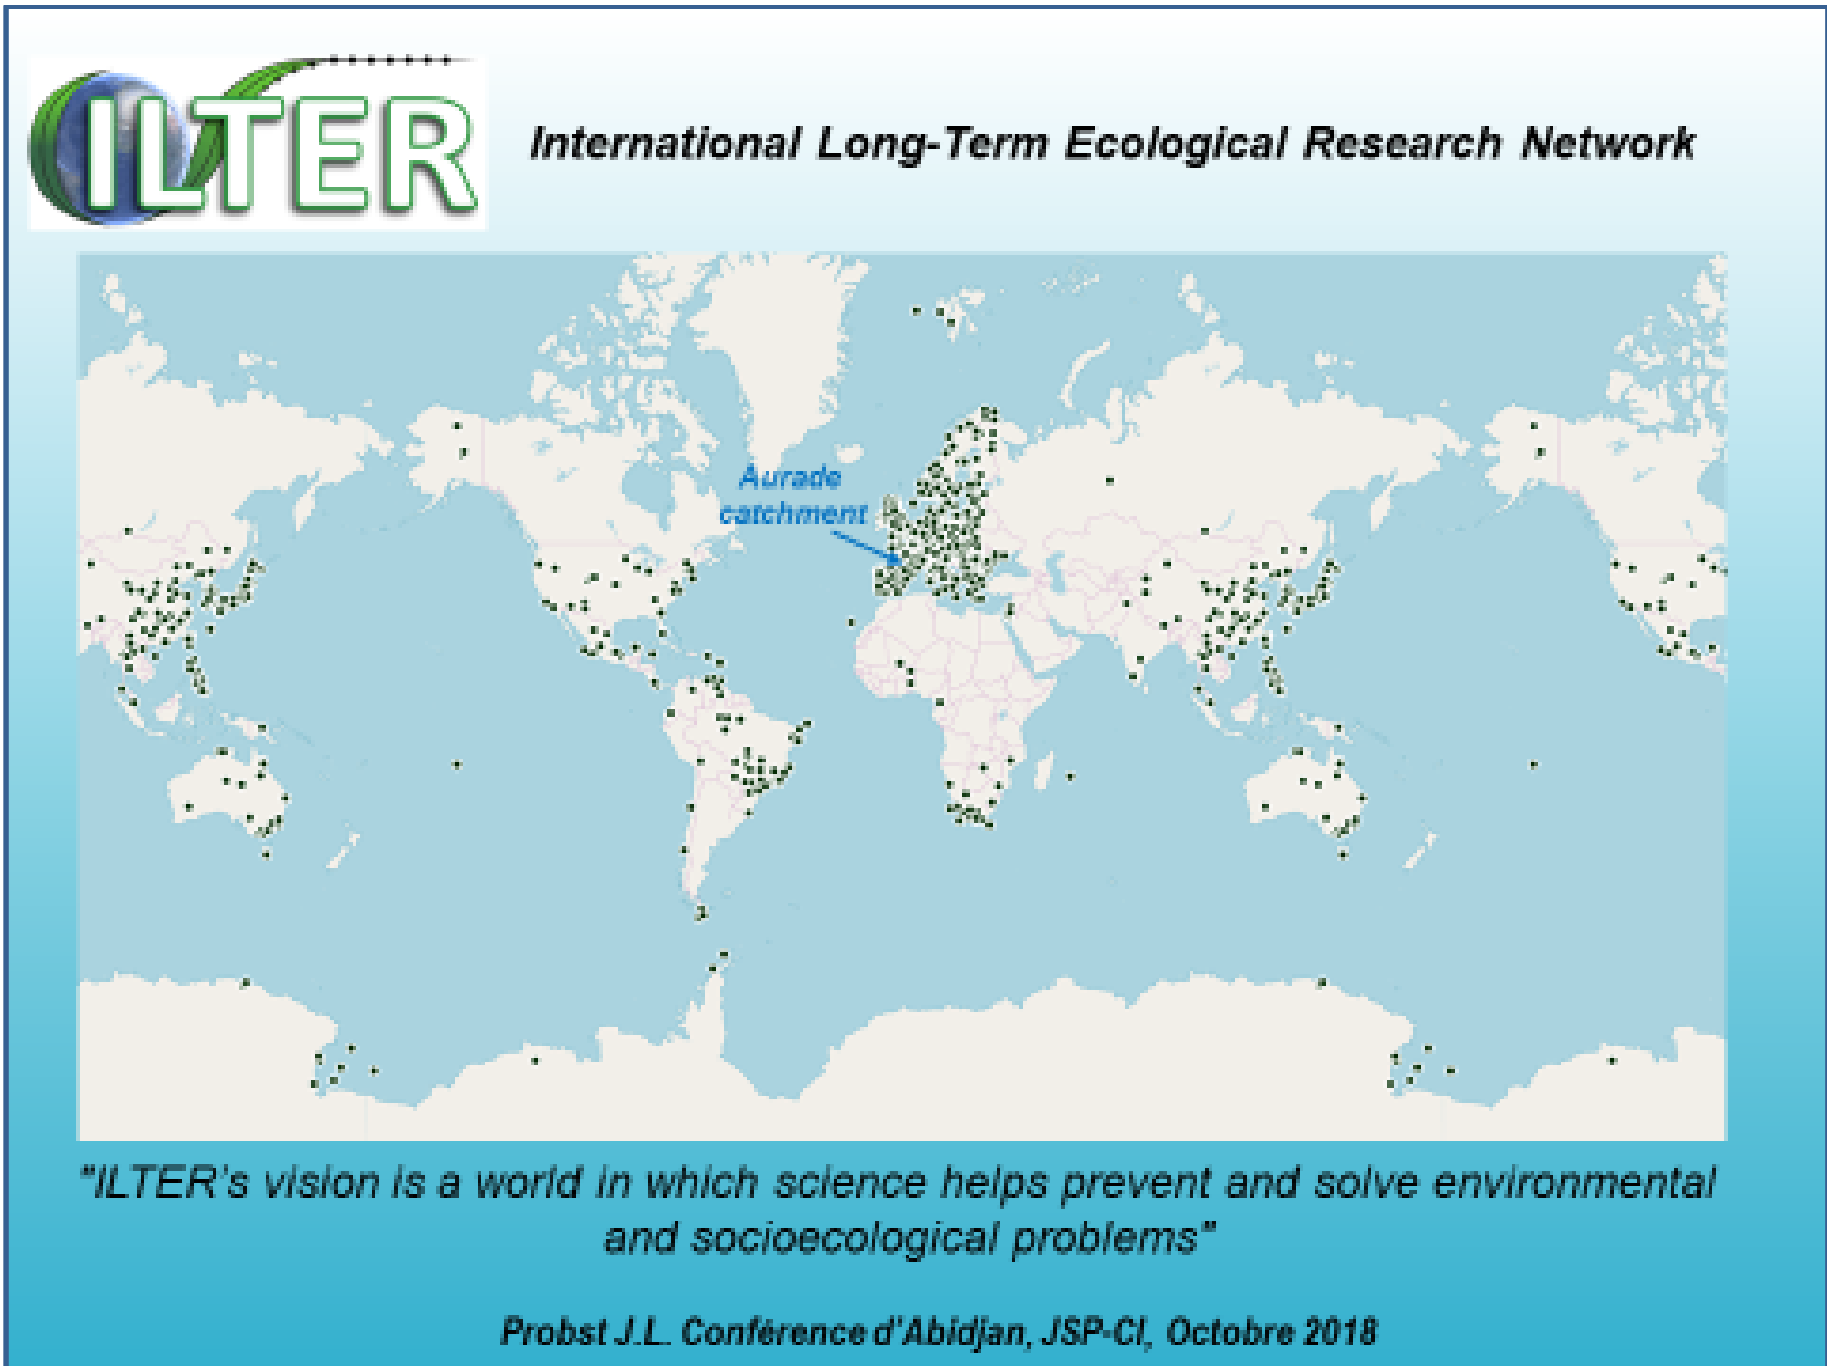 ILTER
International Long-Term Ecological Research Network
Aurade
catchment
"ILTER's vision is a world in which science helps prevent and solve environmental
and socioecological problems"
Probst J.L. Conférence d'Abidjan, JSP-CI, Octobre 2018